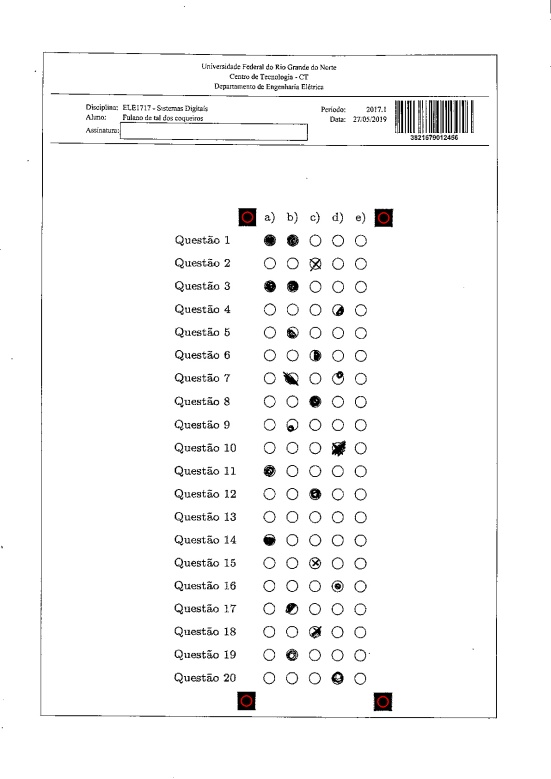 Universidade Federal do Rio Grande do Norte
Centro de Tecnologia - CT
Departamento de Engenharia Elétrica
Disciplina: ELE1717 - Sistemas Digitais Período: 2017.1
Aluno: Fulano de tal dos coqueiros Data: 27/05/2019
Assinatura:
3821679012456
a) b) c) d) e)
Questão 1
Questão 2
Questão 3
Questão 4
Questão 5
Questão 6
Questão 7
Questão 8
Questão 9
Questão 10
Questão 11
Questão 12
Questão 13
Questão 14
Questão 15
Questão 16
Questão 17
Questão 18
Questão 19
Questão 20